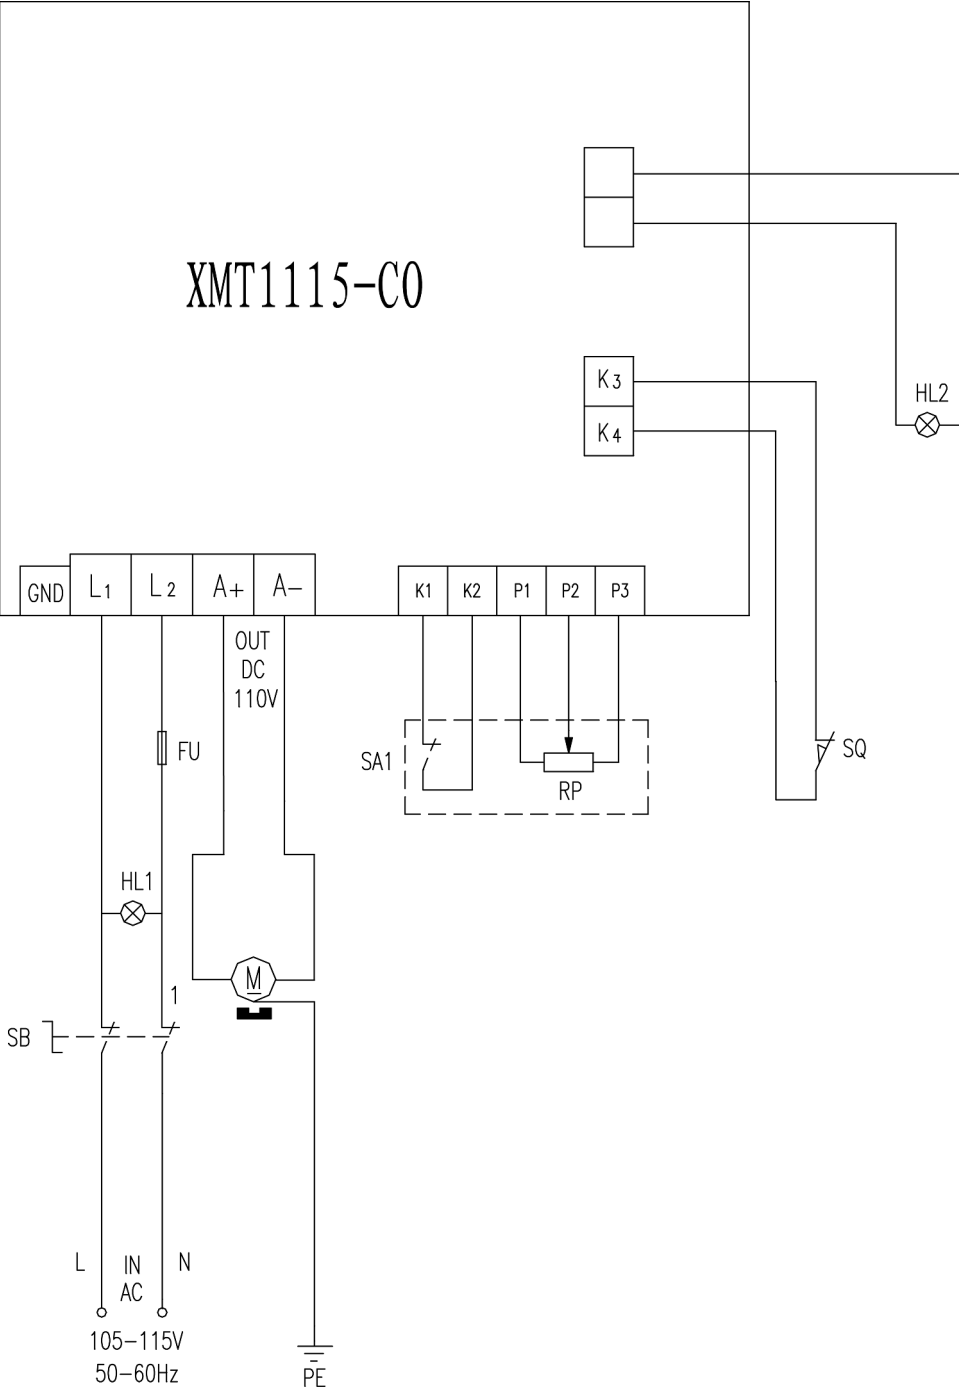 XMT1115-CO
K3
K4
HL2
GND L1 L2 A+ A- K1 K2 P1 P2 P3
OUT
DC
110V
FU
SA1
RP
SQ
HL1
M
1
SB
L IN N
AC
105-115V
50-60Hz
PE